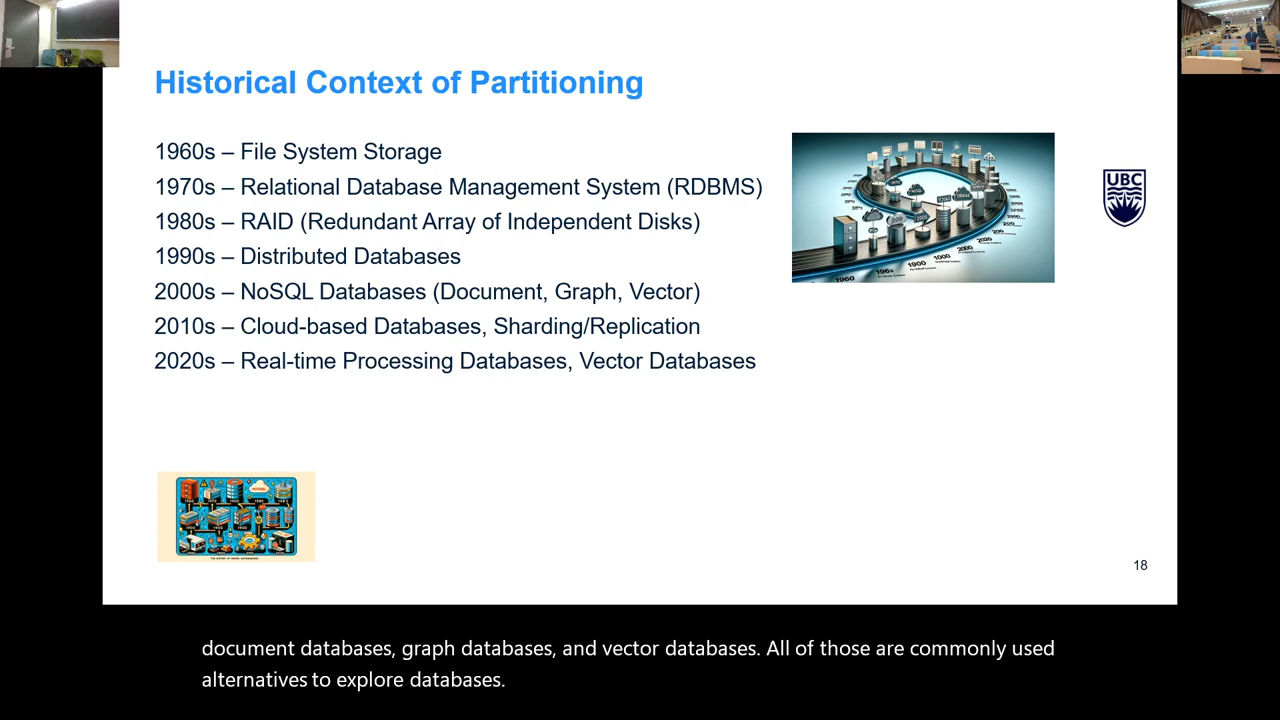 Historical Context of Partitioning
1960s – File System Storage
1970s – Relational Database Management System (RDBMS)
1980s – RAID (Redundant Array of Independent Disks)
1990s – Distributed Databases
2000s – NoSQL Databases (Document, Graph, Vector)
2010s – Cloud-based Databases, Sharding/Replication
2020s – Real-time Processing Databases, Vector Databases
UBC
18
document databases, graph databases, and vector databases. All of those are commonly used
alternatives to explore databases.